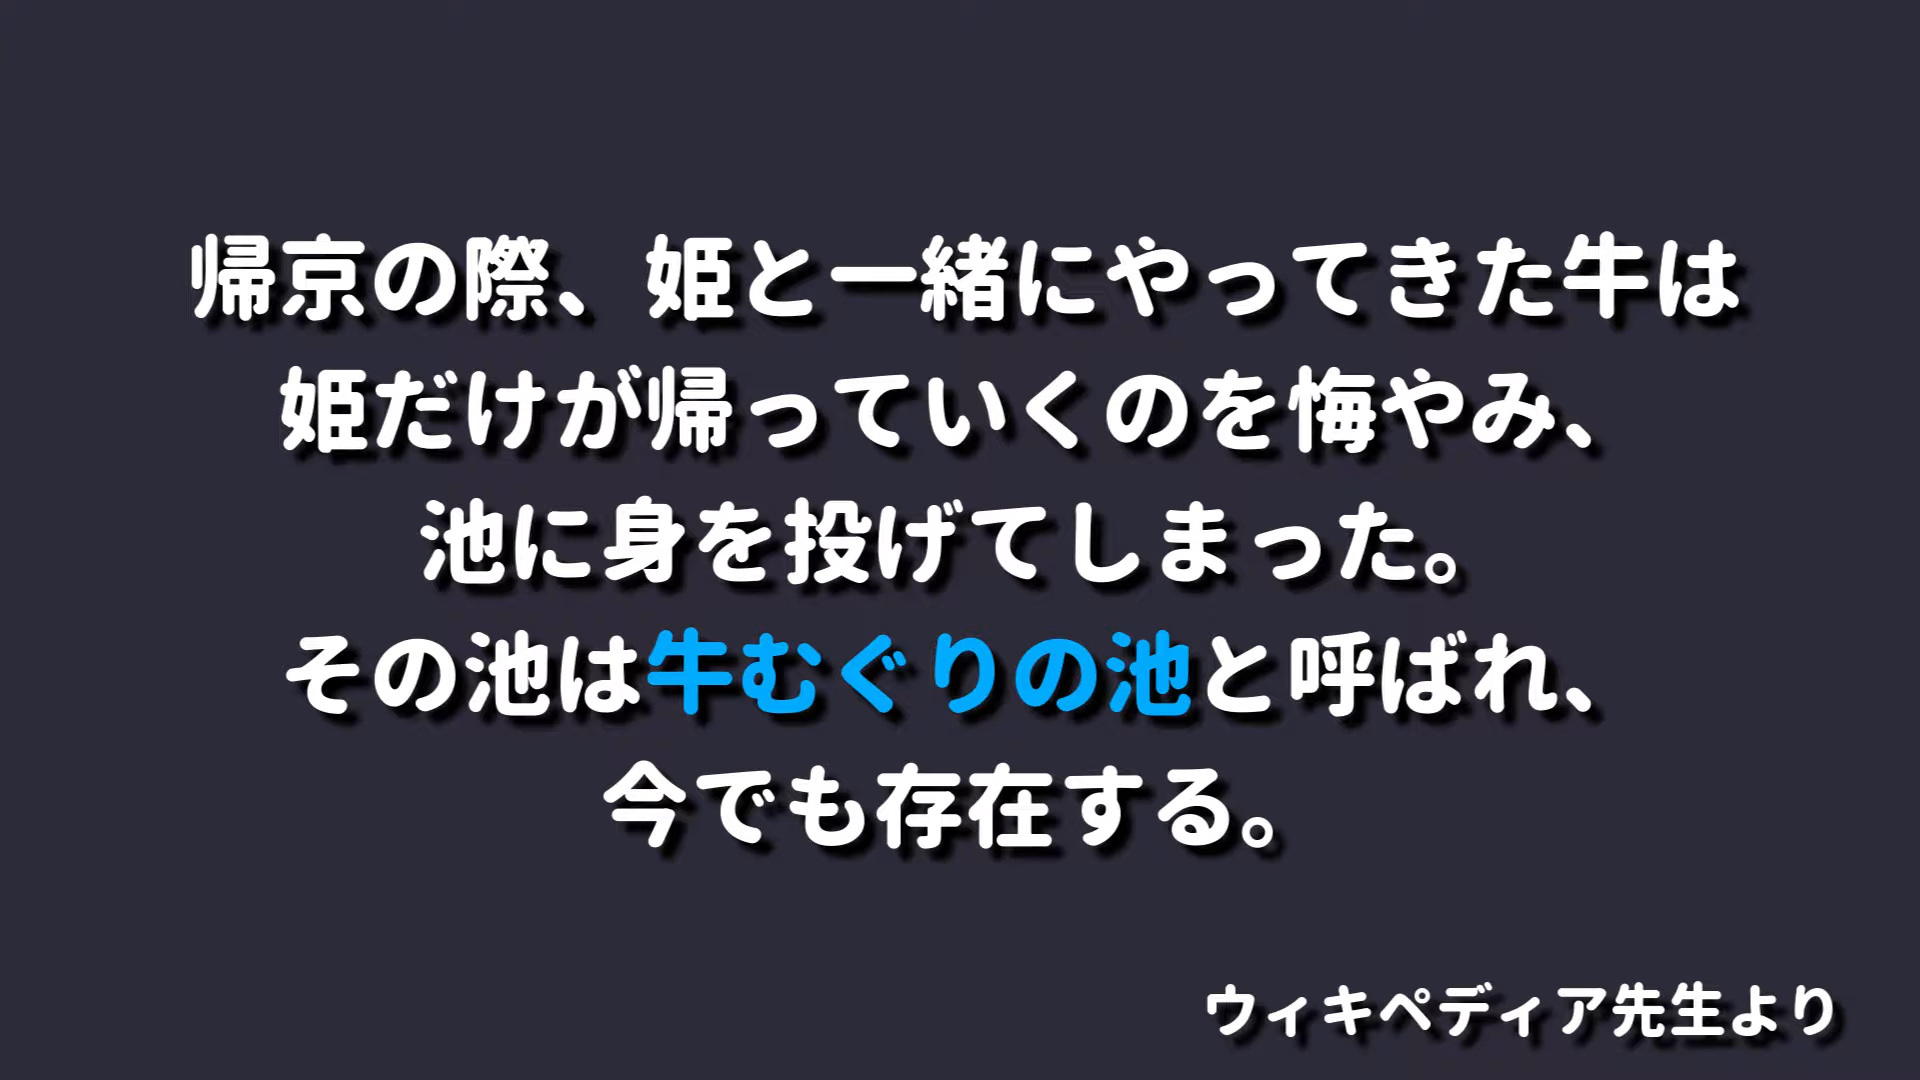 帰京の際、姫と一緒にやってきた牛は
姫だけが帰っていくのを悔やみ、
池に身を投げてしまった。
その池は牛むぐりの池と呼ばれ、
今でも存在する。
ウィキペディア先生より